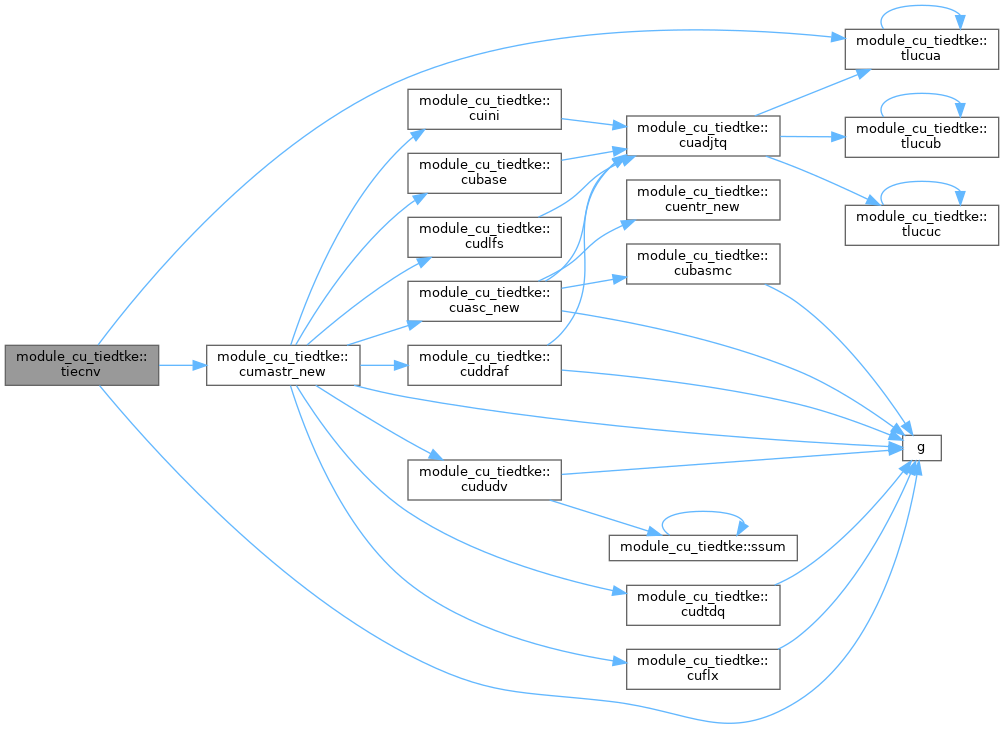 module_cu_tiedtke::
tiecnv
module_cu_tiedtke::
cumastr_new
module_cu_tiedtke::
cuini
module_cu_tiedtke::
cubase
module_cu_tiedtke::
cudlfs
module_cu_tiedtke::
cuasc_new
module_cu_tiedtke::
cuddraf
module_cu_tiedtke::
cududv
module_cu_tiedtke::
cuadjtq
module_cu_tiedtke::
cuentr_new
module_cu_tiedtke::
cubasmc
module_cu_tiedtke::ssum
module_cu_tiedtke::
cudtdq
module_cu_tiedtke::
cuflx
module_cu_tiedtke::
tlucua
module_cu_tiedtke::
tlucub
module_cu_tiedtke::
tlucuc
g